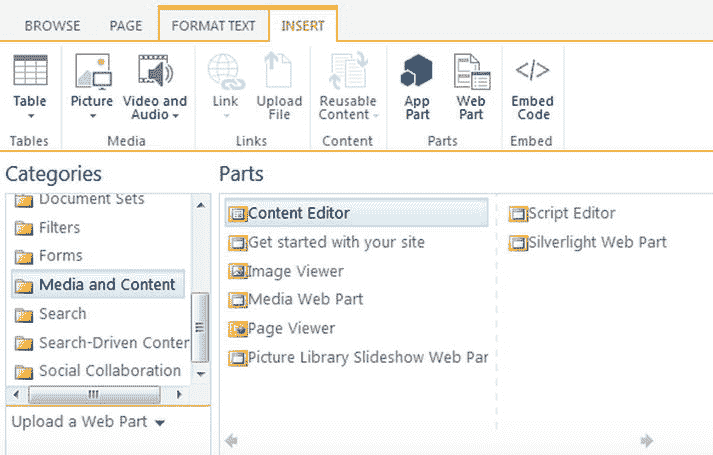 BROWSE PAGE FORMAT TEXT INSERT
Table Picture Video and Audio Link Upload File Reusable Content App Part Web Part Embed Code
Tables Media Links Content Parts Embed
Categories
Document Sets
Filters
Forms
Media and Content
Search
Search-Driven Conter
Social Collaboration
Upload a Web Part
Parts
Content Editor
Get started with your site
Image Viewer
Media Web Part
Page Viewer
Picture Library Slideshow Web Par
Script Editor
Silverlight Web Part